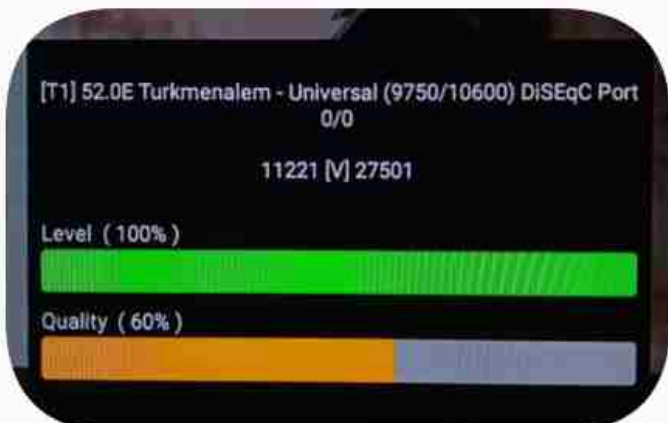 [T1] 52.0E Turkmenalem - Universal (9750/10600) DiSEqC Port
0/0
11221 [V] 27501
Level ( 100% )
Quality ( 60% )